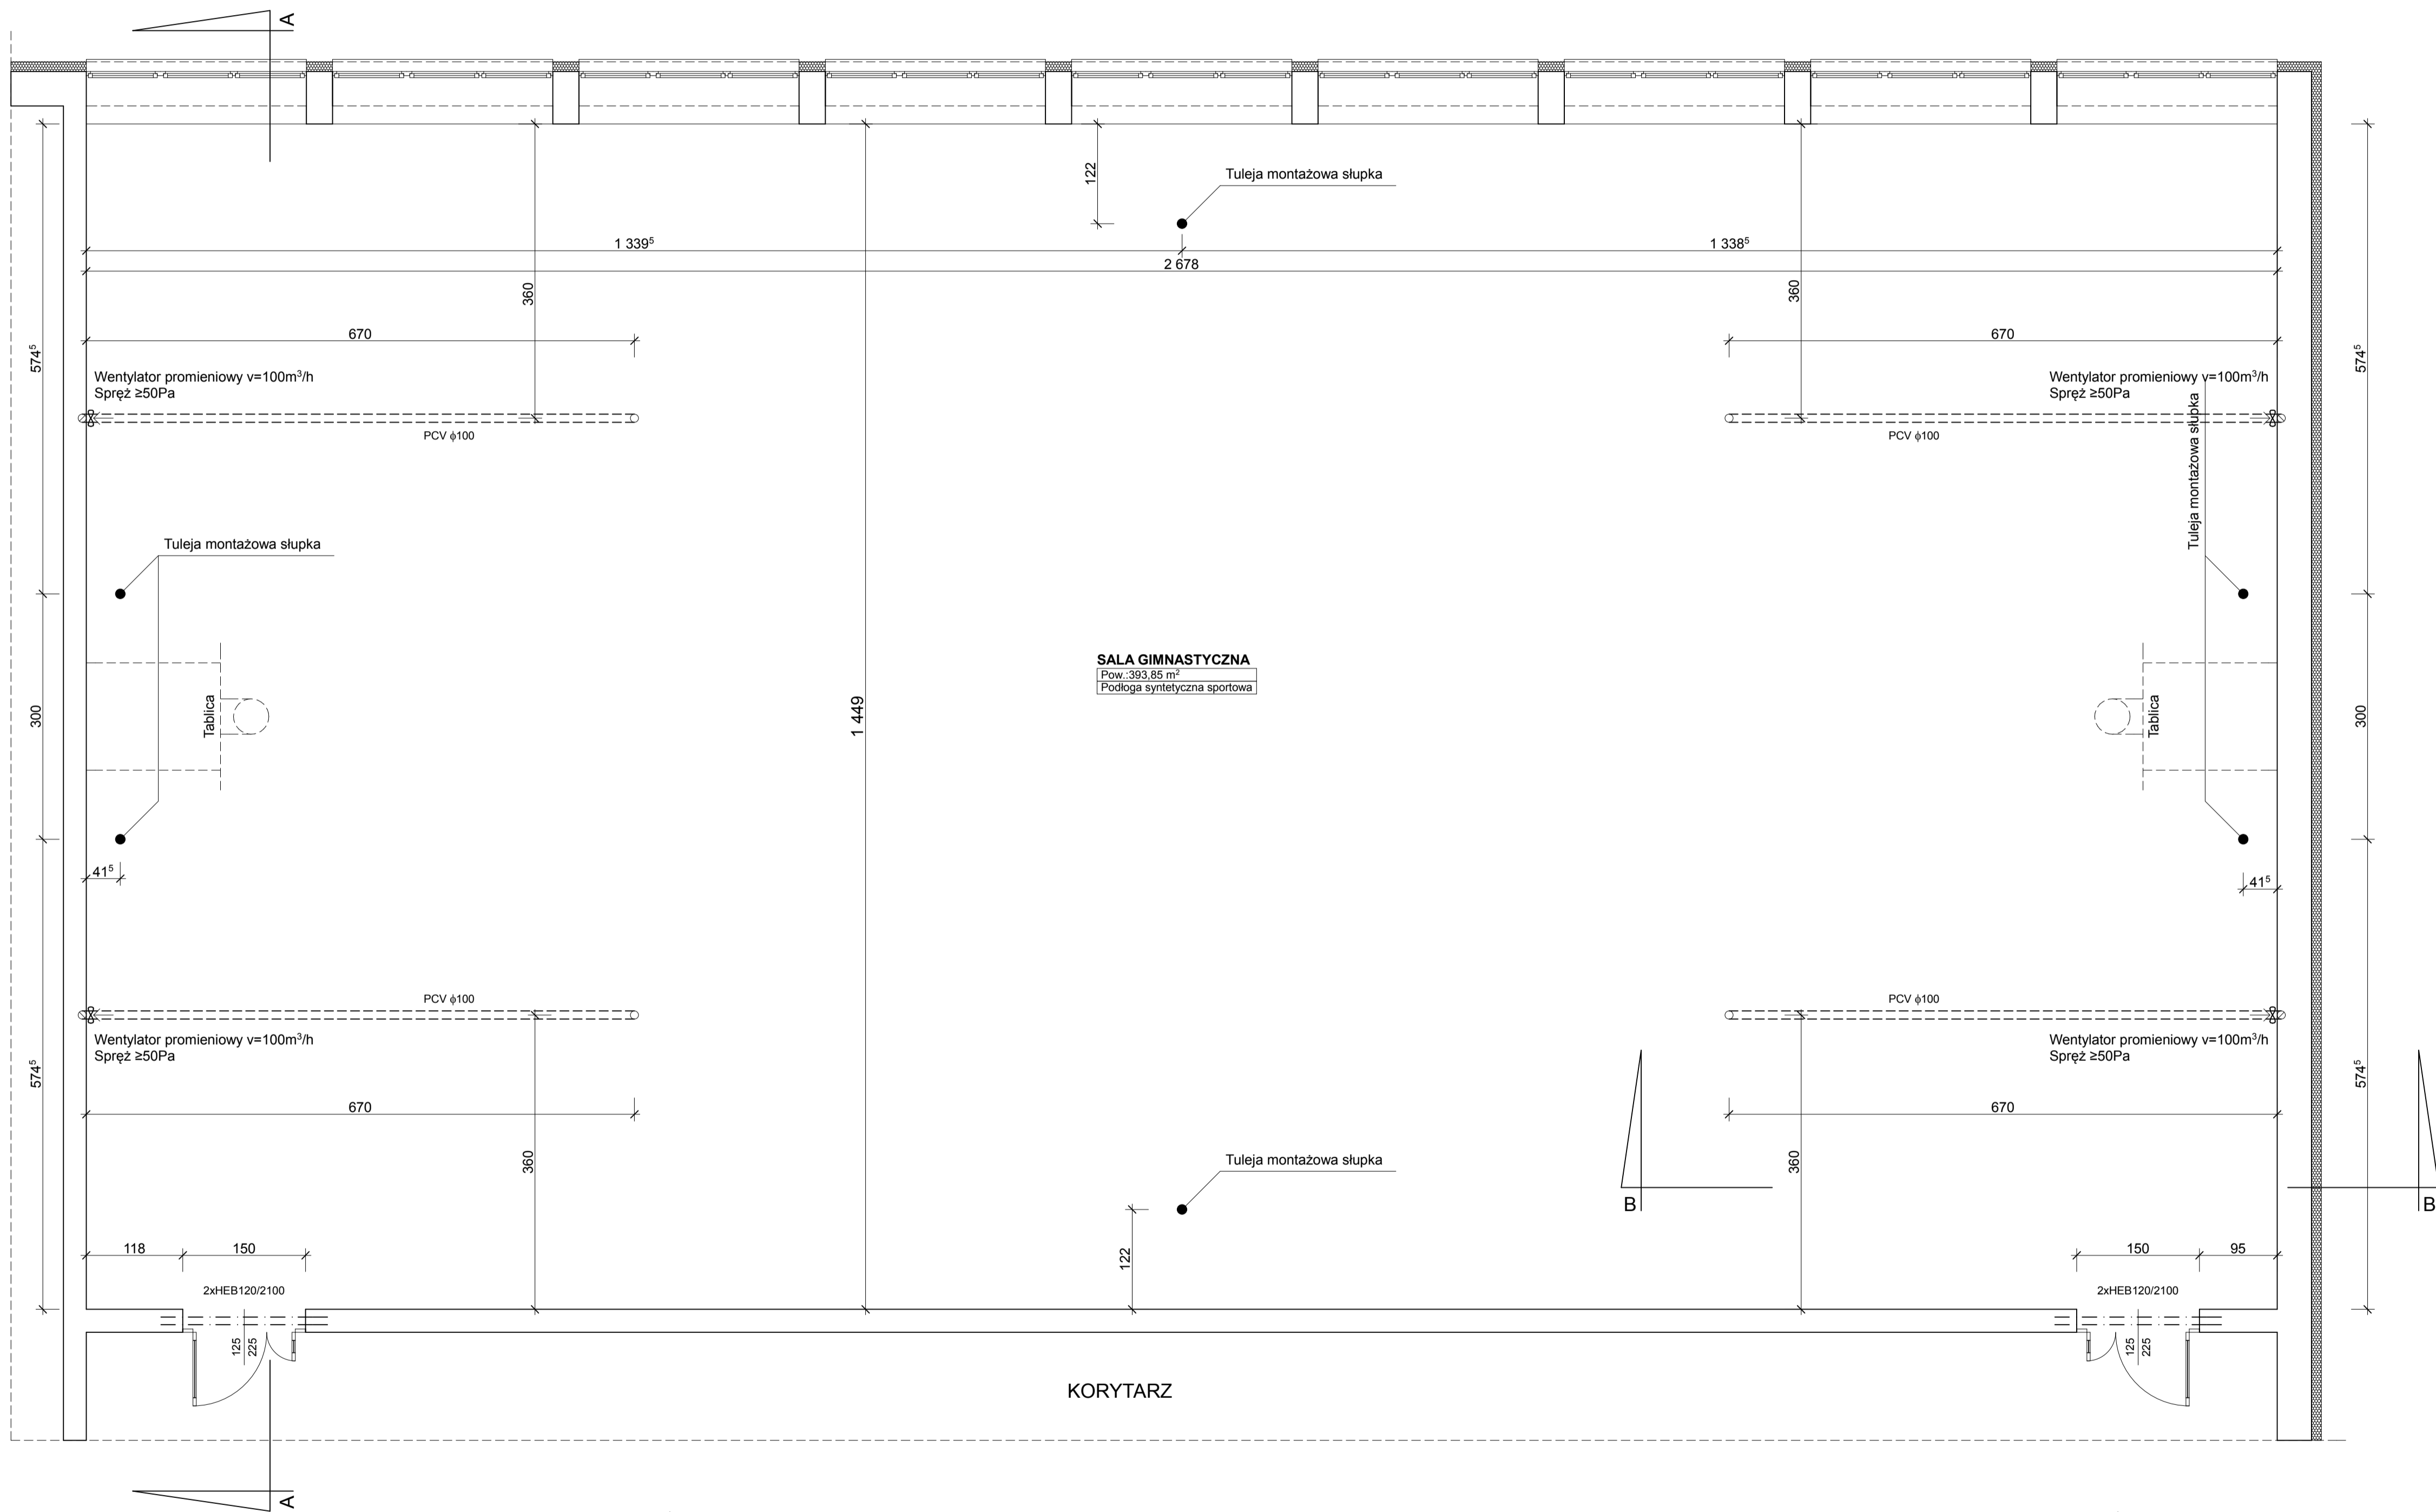 A
122
Tuleja montażowa słupka
1 339⁵
1 338⁵
2 678
360
360
670
670
574⁵
574⁵
Wentylator promieniowy v=100m³/h
Spręż ≥50Pa
Wentylator promieniowy v=100m³/h
Spręż ≥50Pa
PCV ϕ100
PCV ϕ100
Tuleja montażowa słupka
Tuleja montażowa słupka
SALA GIMNASTYCZNA
Pow.:393,85 m²
Podłoga syntetyczna sportowa
300
Tablica
1 449
Tablica
300
41⁵
41⁵
PCV ϕ100
PCV ϕ100
Wentylator promieniowy v=100m³/h
Spręż ≥50Pa
Wentylator promieniowy v=100m³/h
Spręż ≥50Pa
574⁵
574⁵
670
670
360
360
Tuleja montażowa słupka
B
B
122
118
150
150
95
2xHEB120/2100
2xHEB120/2100
125
225
125
225
KORYTARZ
A